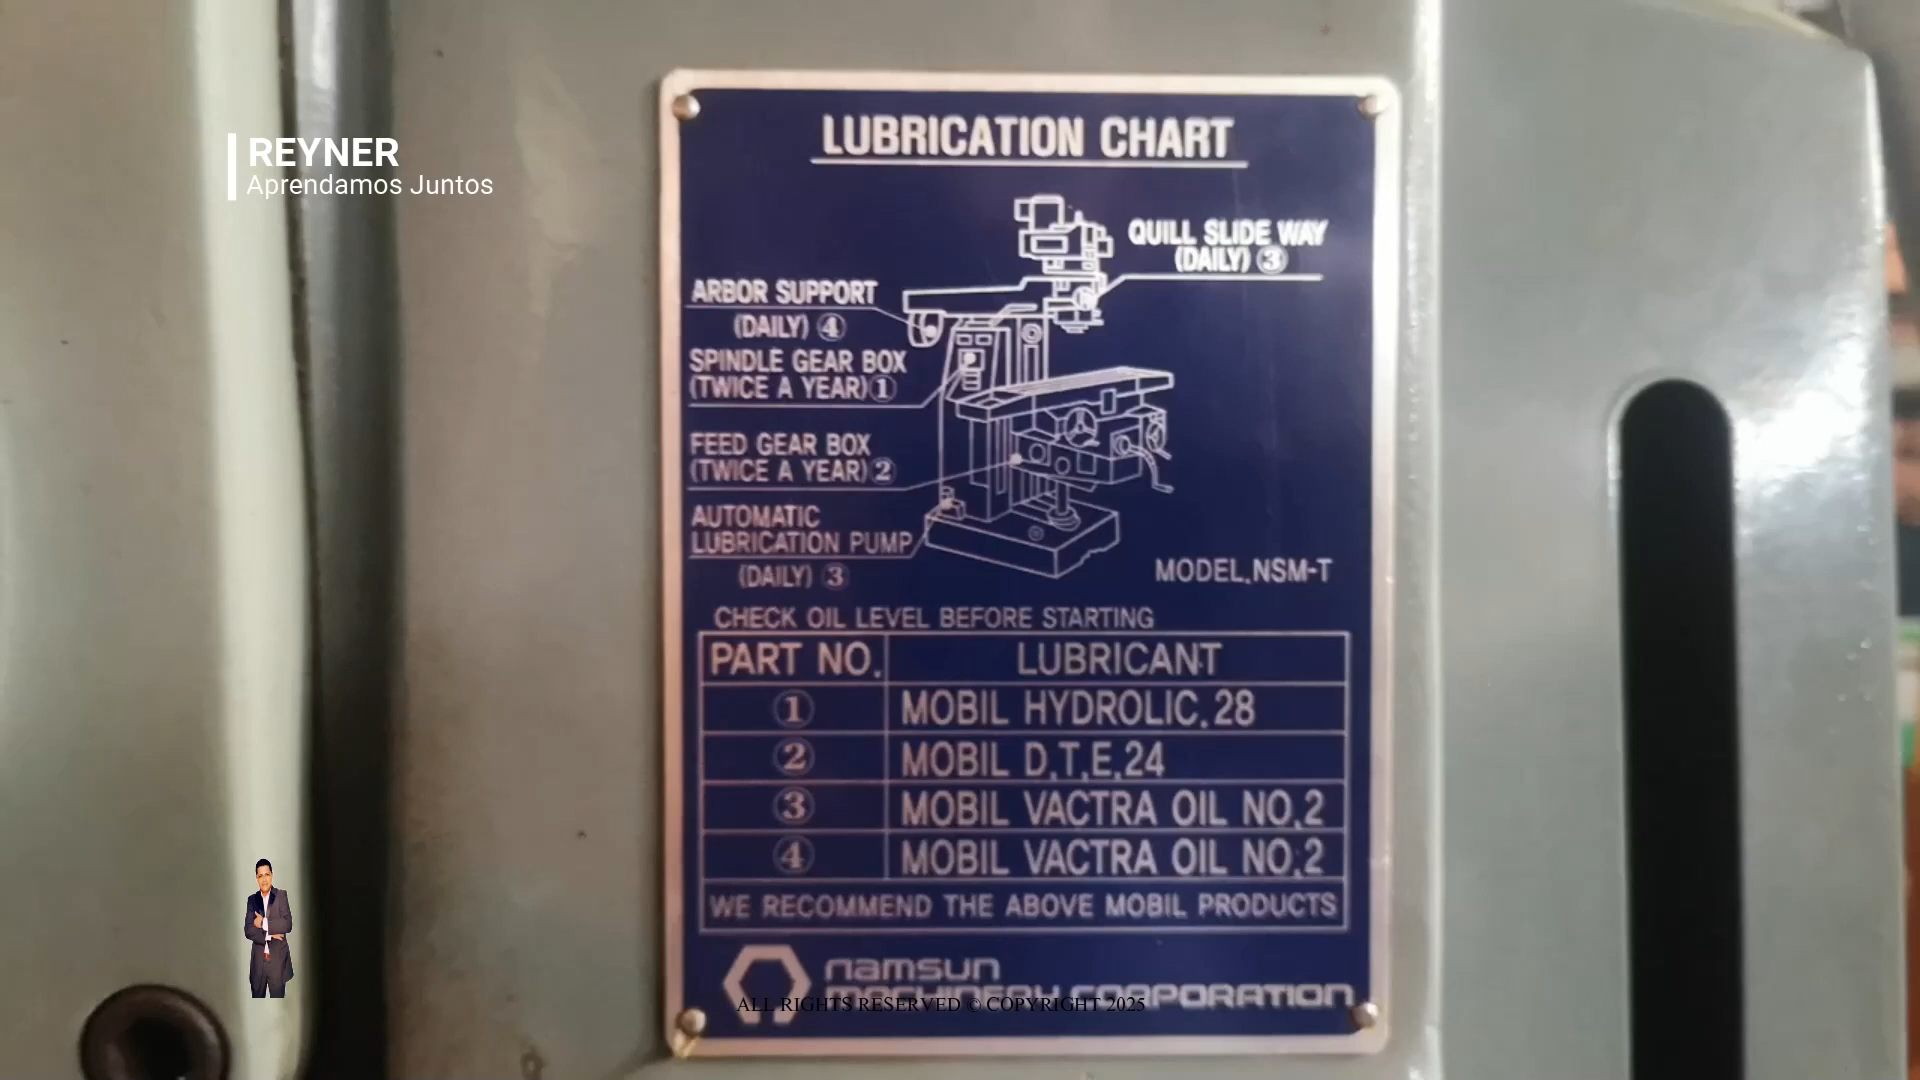 REYNER
Aprendamos Juntos
LUBRICATION CHART
QUILL SLIDE WAY
(DAILY) ③
ARBOR SUPPORT
(DAILY) ④
SPINDLE GEAR BOX
(TWICE A YEAR) ①
FEED GEAR BOX
(TWICE A YEAR) ②
AUTOMATIC
LUBRICATION PUMP
(DAILY) ③
MODEL.NSM-T
CHECK OIL LEVEL BEFORE STARTING
PART NO. LUBRICANT
① MOBIL HYDROLIC.28
② MOBIL D.T.E.24
③ MOBIL VACTRA OIL NO.2
④ MOBIL VACTRA OIL NO.2
WE RECOMMEND THE ABOVE MOBIL PRODUCTS
namsun
MACHINERY CORPORATION
ALL RIGHTS RESERVED © COPYRIGHT 2025